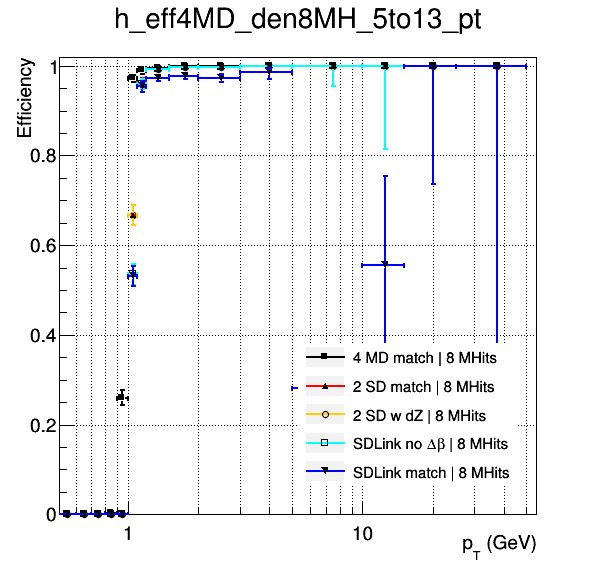 h_eff4MD_den8MH_5to13_pt
Efficiency
1
0.8
0.6
0.4
0.2
0
4 MD match | 8 MHits
2 SD match | 8 MHits
2 SD w dZ | 8 MHits
SDLink no Δβ | 8 MHits
SDLink match | 8 MHits
1
10
p_T (GeV)